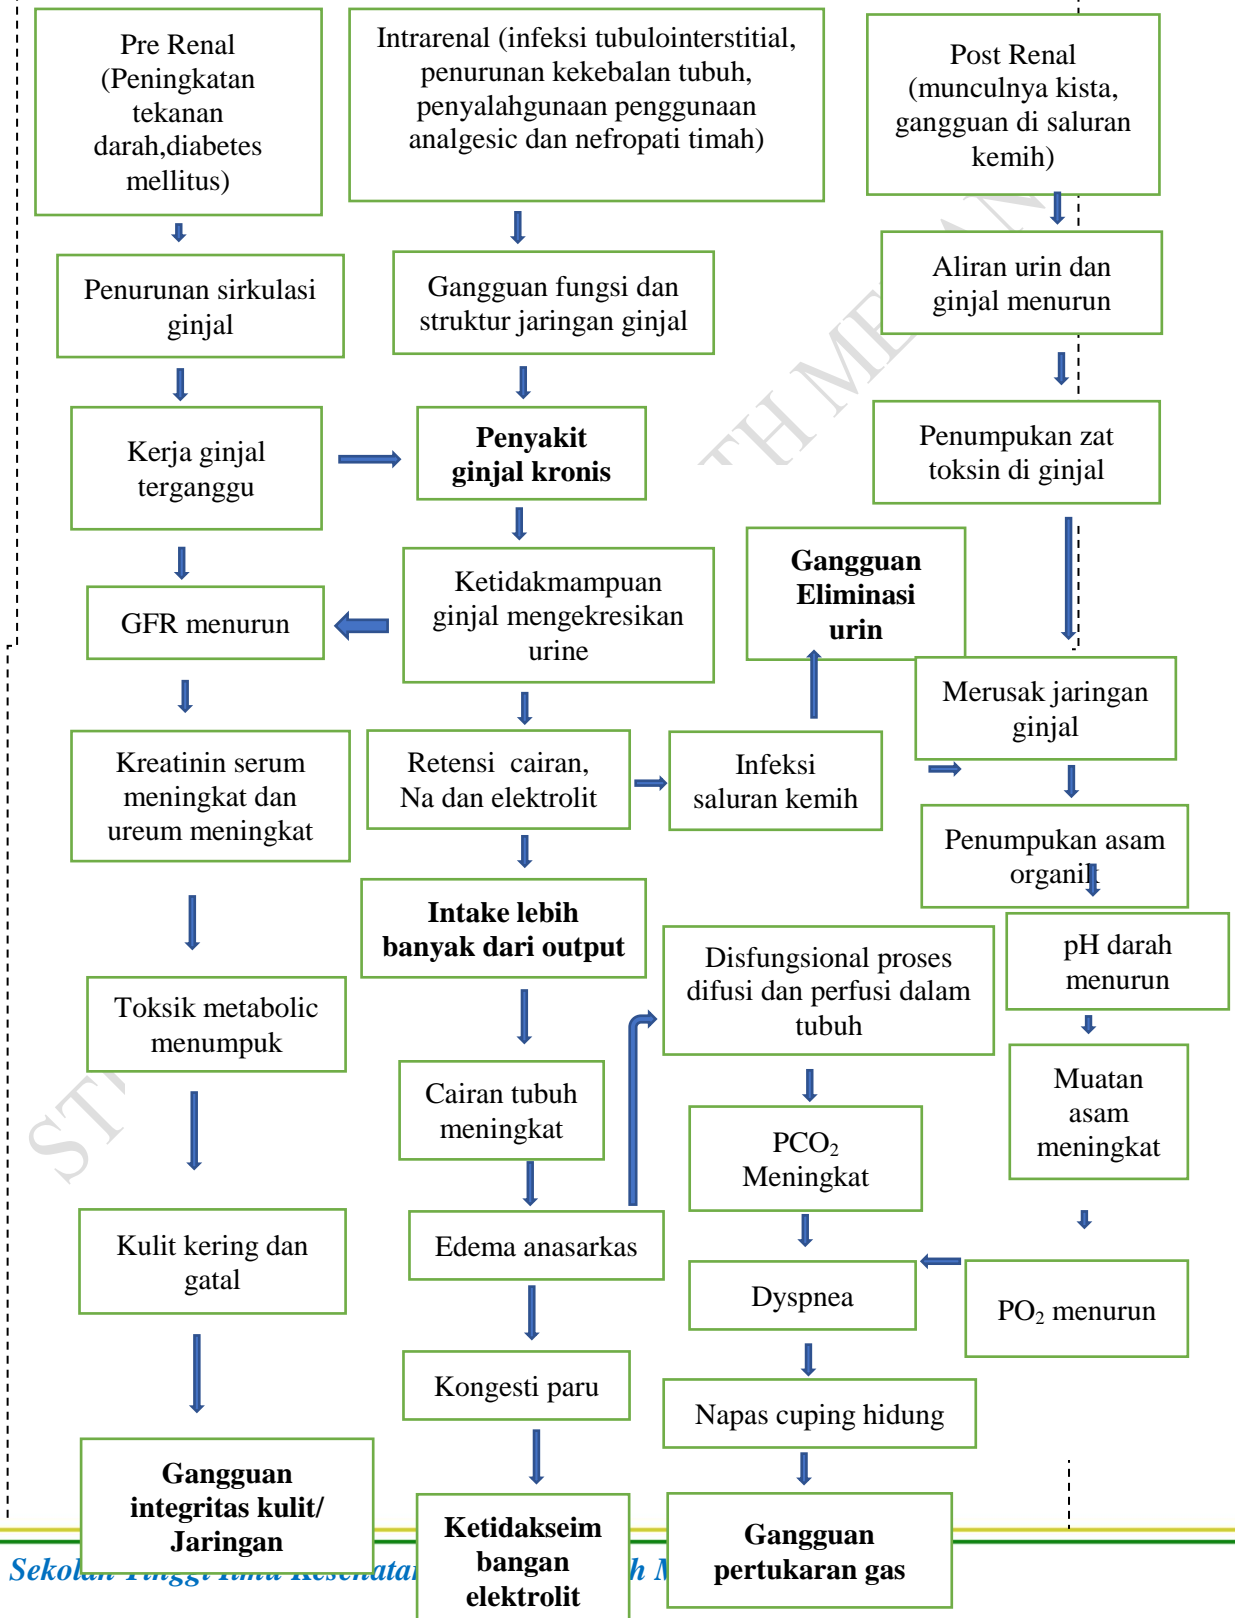 Pre Renal
(Peningkatan
tekanan
darah,diabetes
mellitus)
Intrarenal (infeksi tubulointerstitial,
penurunan kekebalan tubuh,
penyalahgunaan penggunaan
analgesic dan nefropati timah)
Post Renal
(munculnya kista,
gangguan di saluran
kemih)
Penurunan sirkulasi
ginjal
Gangguan fungsi dan
struktur jaringan ginjal
Aliran urin dan
ginjal menurun
Kerja ginjal
terganggu
Penyakit
ginjal kronis
Penumpukan zat
toksin di ginjal
GFR menurun
Ketidakmampuan
ginjal mengekresikan
urine
Gangguan
Eliminasi
urin
Merusak jaringan
ginjal
Kreatinin serum
meningkat dan
ureum meningkat
Retensi cairan,
Na dan elektrolit
Infeksi
saluran kemih
Penumpukan asam
organik
Intake lebih
banyak dari output
Disfungsional proses
difusi dan perfusi dalam
tubuh
pH darah
menurun
Toksik metabolic
menumpuk
Cairan tubuh
meningkat
PCO₂
Meningkat
Muatan
asam
meningkat
Kulit kering dan
gatal
Edema anasarkas
Dyspnea
PO₂ menurun
Kongesti paru
Napas cuping hidung
Gangguan
integritas kulit/
Jaringan
Ketidakseim
bangan
elektrolit
Gangguan
pertukaran gas
Sekolah Tinggi Ilmu